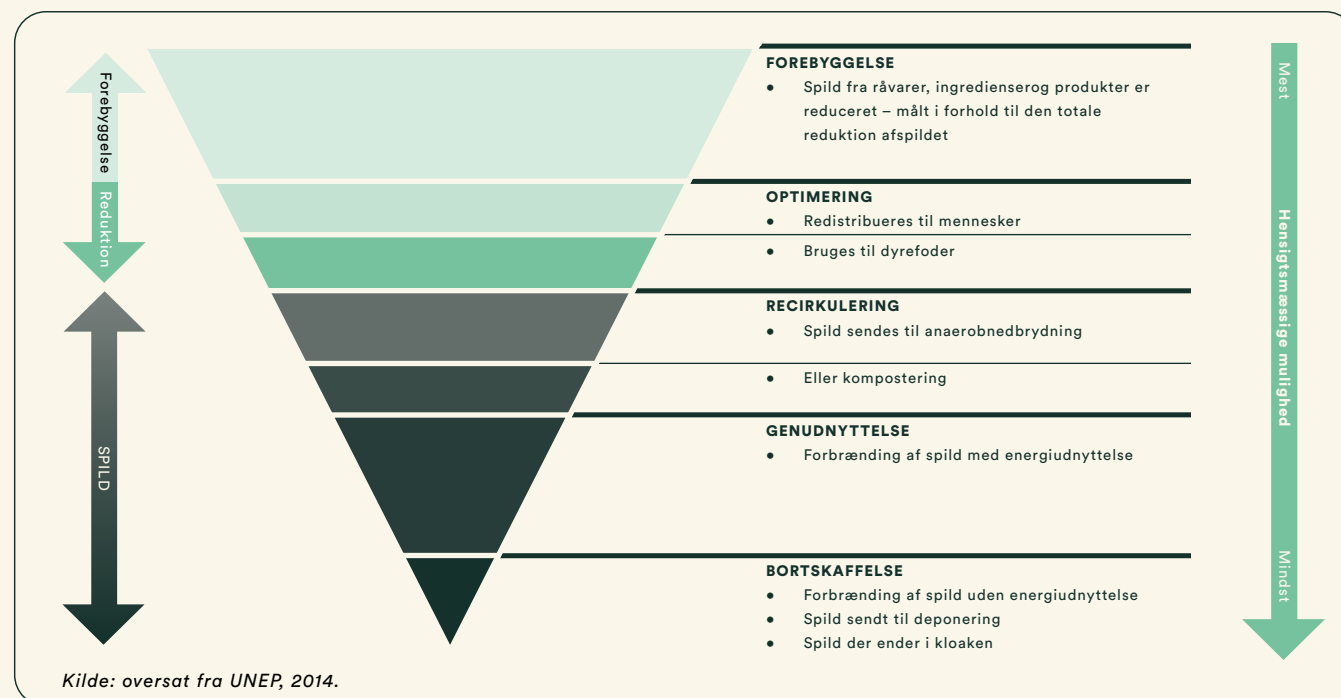 Forebyggelse
Reduktion
SPILD
FOREBYGGELSE
• Spild fra råvarer, ingredienserog produkter er
reduceret – målt i forhold til den totale
reduktion afspildet
OPTIMERING
• Redistribueres til mennesker
• Bruges til dyrefoder
RECIRKULERING
• Spild sendes til anaerobnedbrydning
• Eller kompostering
GENUDNYTTELSE
• Forbrænding af spild med energiudnyttelse
BORTSKAFFELSE
• Forbrænding af spild uden energiudnyttelse
• Spild sendt til deponering
• Spild der ender i kloaken
Mest
Hensigtsmæssige mulighed
Mindst
Kilde: oversat fra UNEP, 2014.